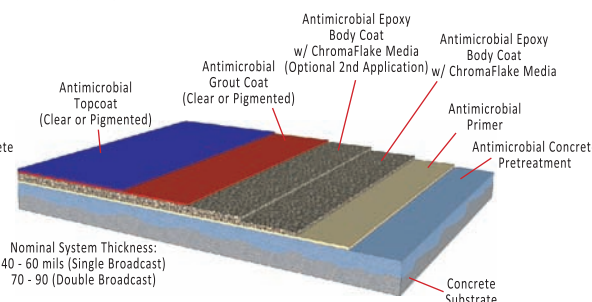 Antimicrobial Epoxy
Body Coat
w/ ChromaFlake Media
(Optional 2nd Application)
Antimicrobial Epoxy
Body Coat
w/ ChromaFlake Media
Antimicrobial
Grout Coat
(Clear or Pigmented)
Antimicrobial
Topcoat
(Clear or Pigmented)
Antimicrobial
Primer
Antimicrobial Concret
Pretreatment
ete
Nominal System Thickness:
40 - 60 mils (Single Broadcast)
70 - 90 (Double Broadcast)
Concrete
Substrate